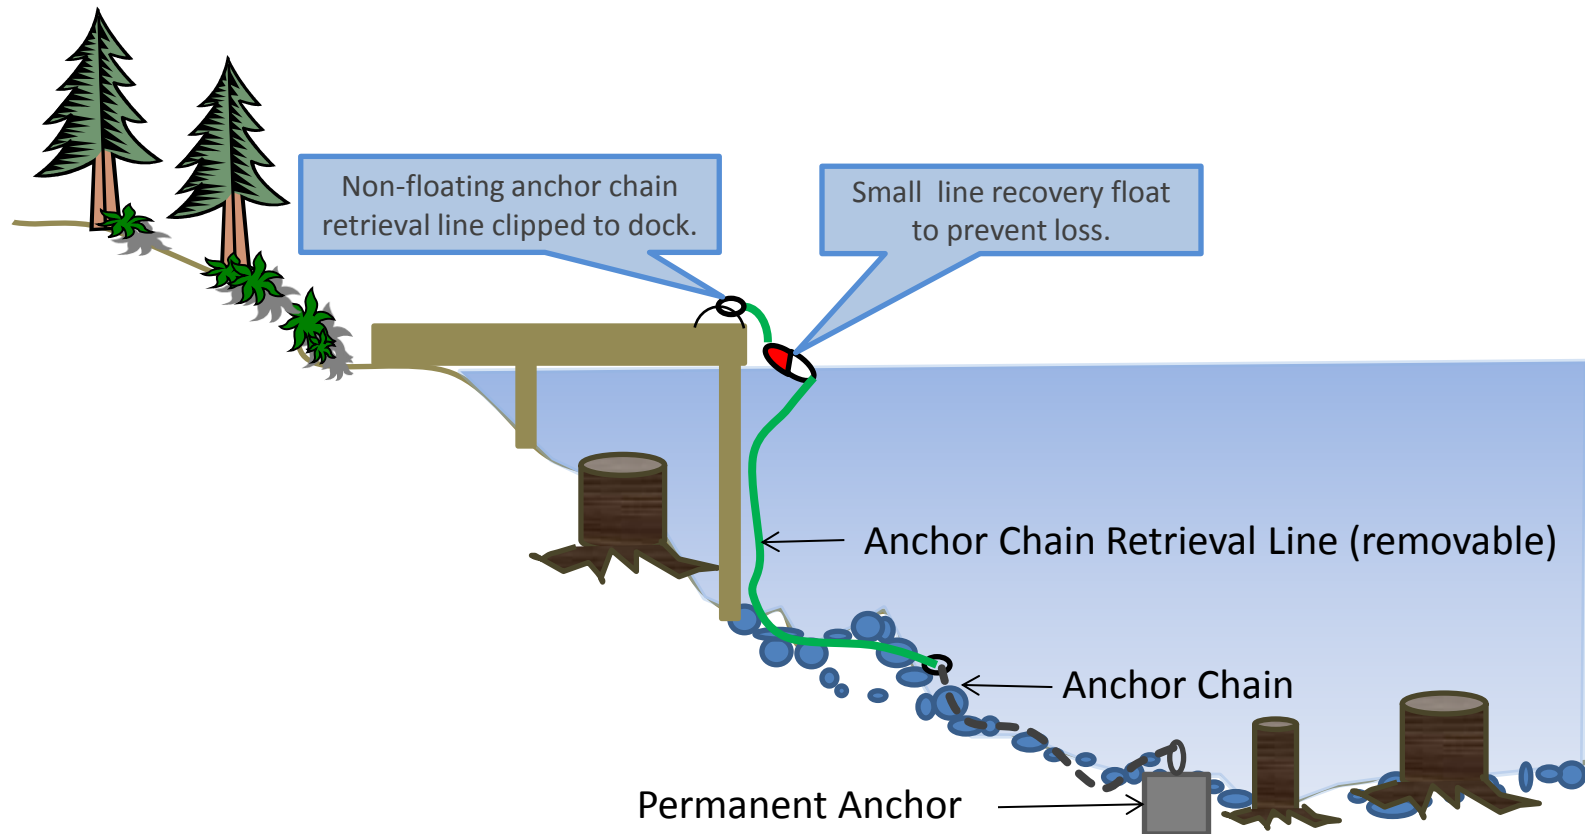 Non-floating anchor chain
retrieval line clipped to dock.
Small line recovery float
to prevent loss.
Anchor Chain Retrieval Line (removable)
Anchor Chain
Permanent Anchor